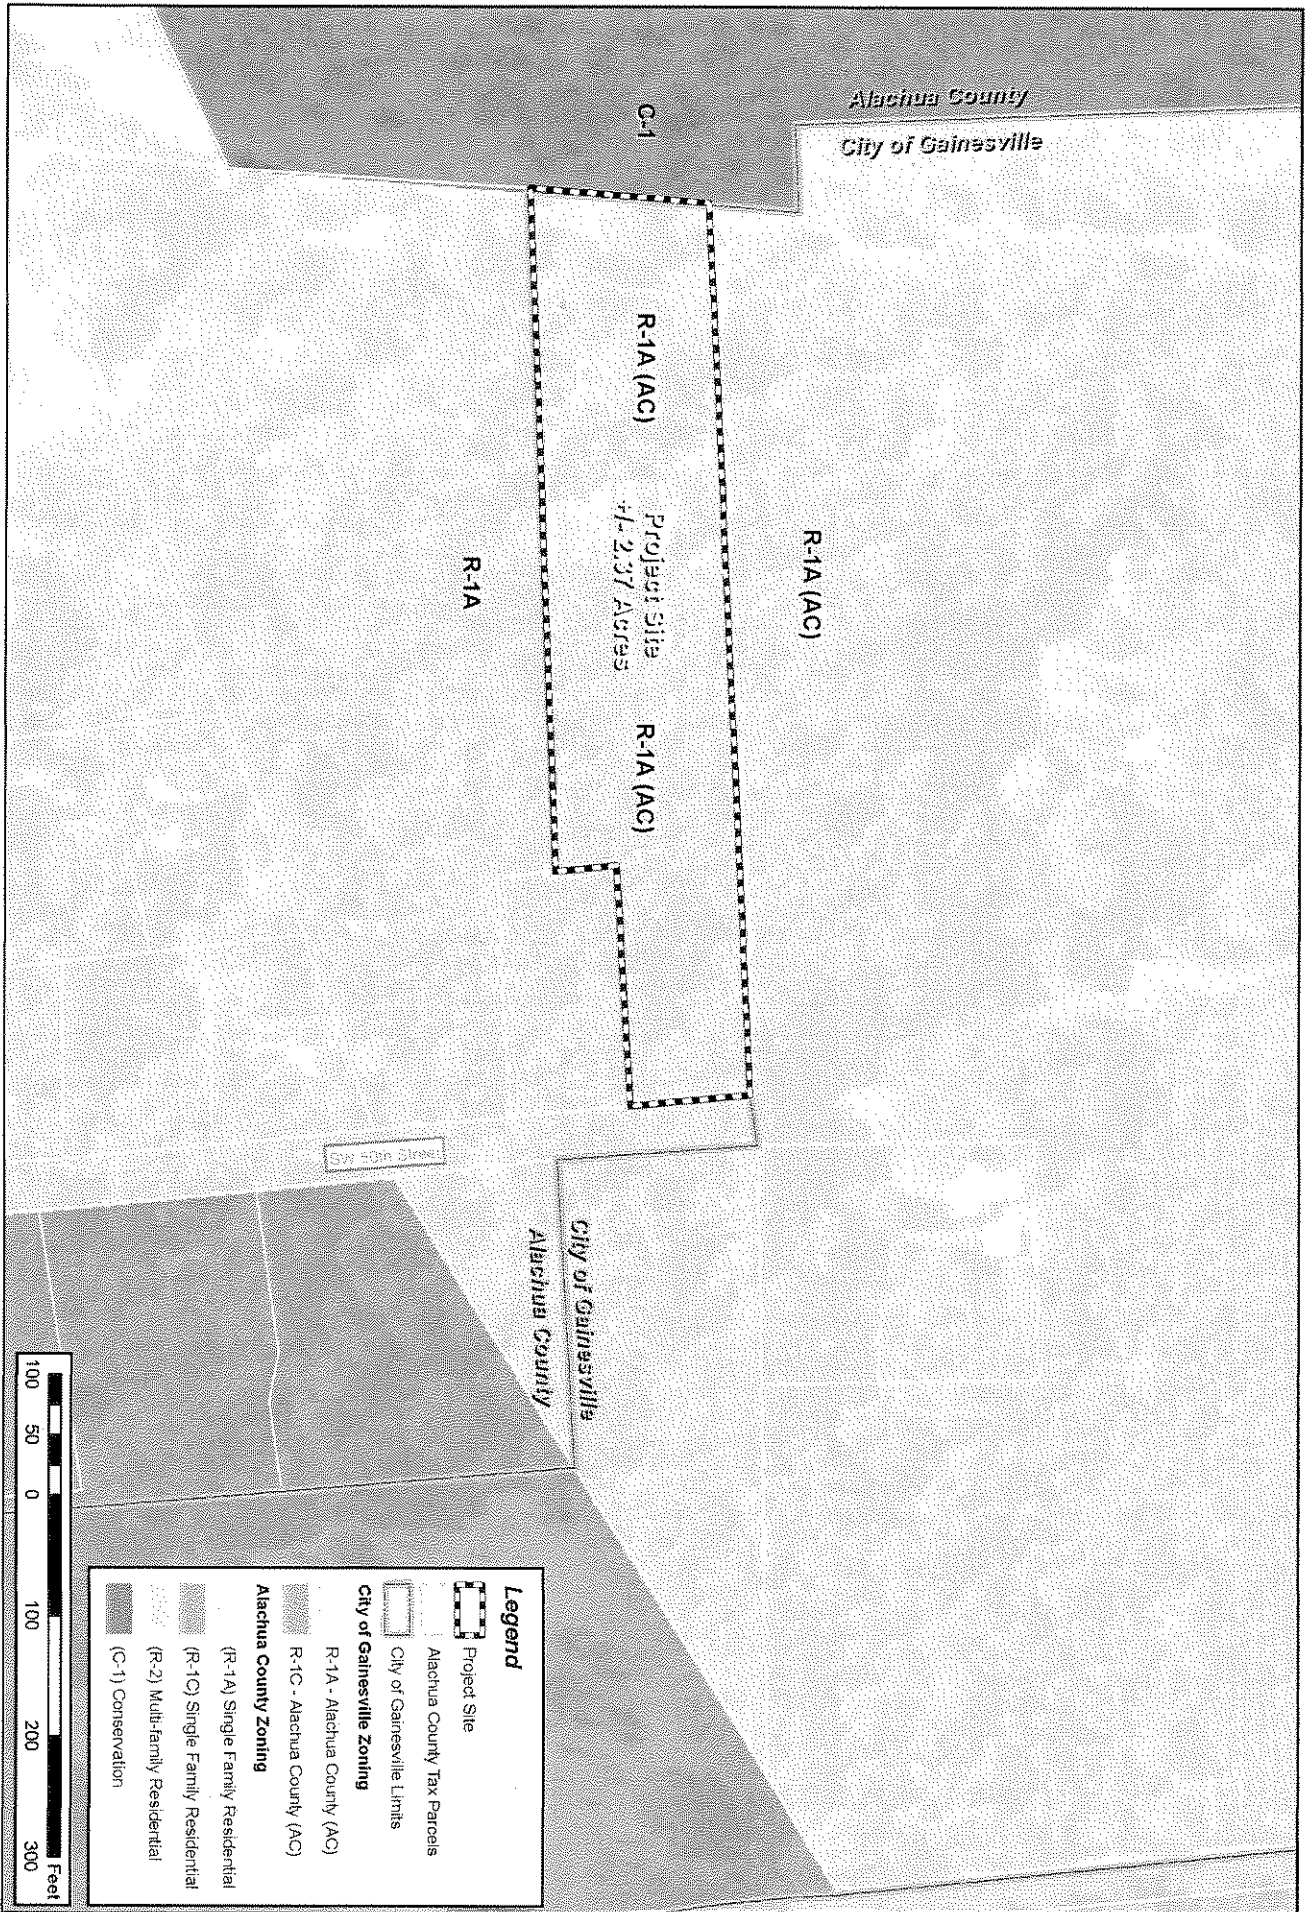 Alachua County
City of Gainesville
C-1
R-1A (AC)
R-1A (AC)
Project Site
+/- 2.37 Acres
R-1A (AC)
R-1A
SW 50th Street
City of Gainesville
Alachua County
Legend
Project Site
Alachua County Tax Parcels
City of Gainesville Limits
City of Gainesville Zoning
R-1A - Alachua County (AC)
R-1C - Alachua County (AC)
Alachua County Zoning
(R-1A) Single Family Residential
(R-1C) Single Family Residential
(R-2) Multi-family Residential
(C-1) Conservation
100 50 0 100 200 300
Feet